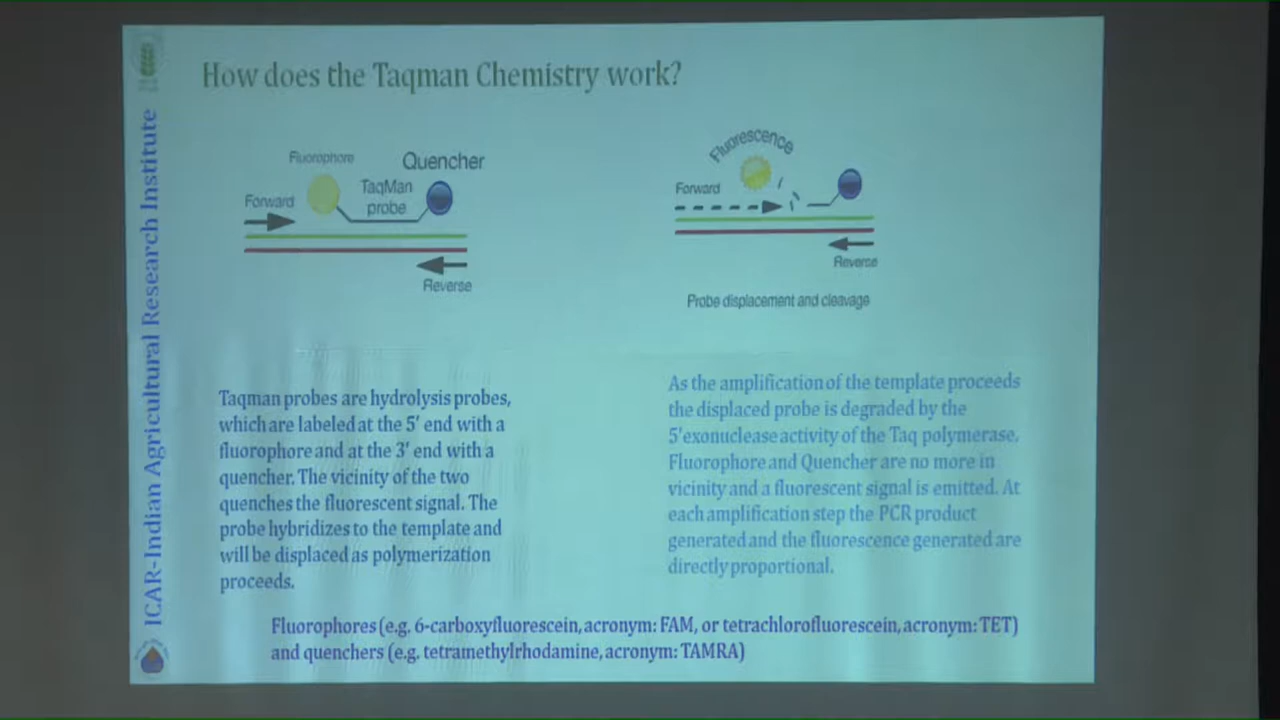 How does the Taqman Chemistry work?
ICAR-Indian Agricultural Research Institute
Fluorophore
Quencher
Forward
TaqMan
probe
Reverse
Fluorescence
Forward
Reverse
Probe displacement and cleavage
Taqman probes are hydrolysis probes,
which are labeled at the 5' end with a
fluorophore and at the 3' end with a
quencher. The vicinity of the two
quenches the fluorescent signal. The
probe hybridizes to the template and
will be displaced as polymerization
proceeds.
As the amplification of the template proceeds
the displaced probe is degraded by the
5'exonuclease activity of the Taq polymerase.
Fluorophore and Quencher are no more in
vicinity and a fluorescent signal is emitted. At
each amplification step the PCR product
generated and the fluorescence generated are
directly proportional.
Fluorophores (e.g. 6-carboxyfluorescein, acronym: FAM, or tetrachlorofluorescein, acronym: TET)
and quenchers (e.g. tetramethylrhodamine, acronym: TAMRA)